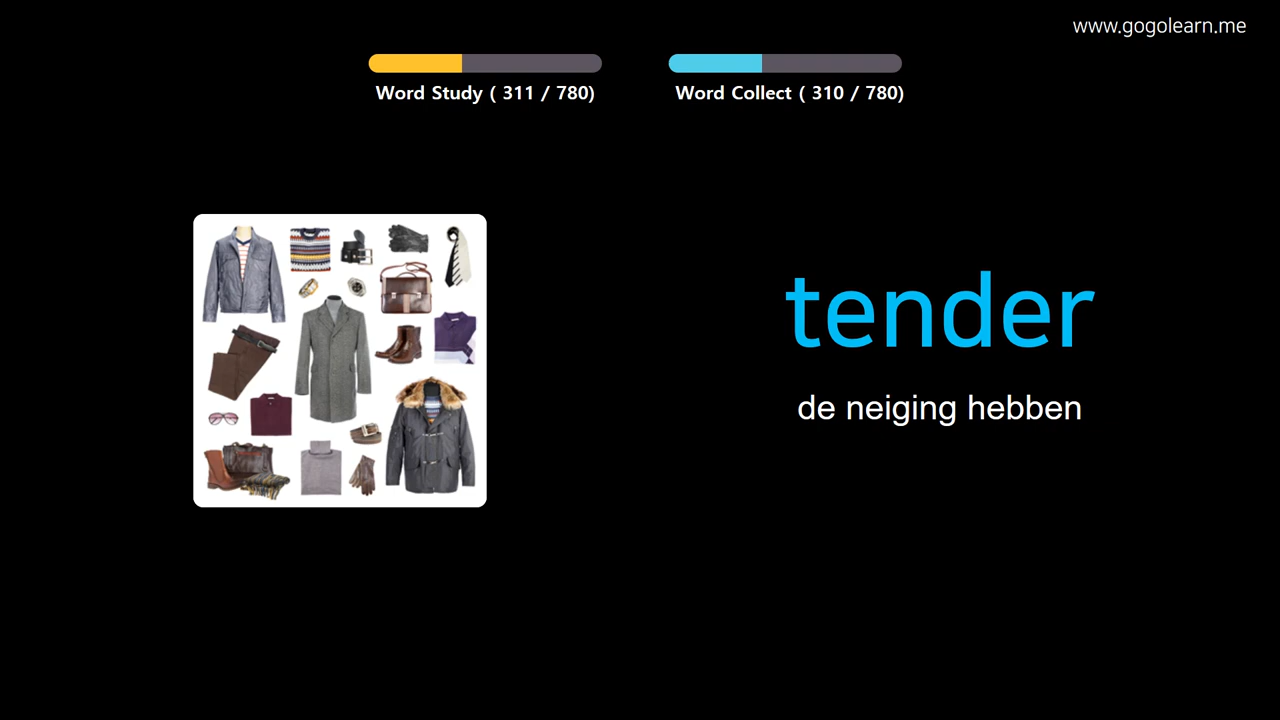 www.gogolearn.me
Word Study ( 311 / 780)
Word Collect ( 310 / 780)
tender
de neiging hebben